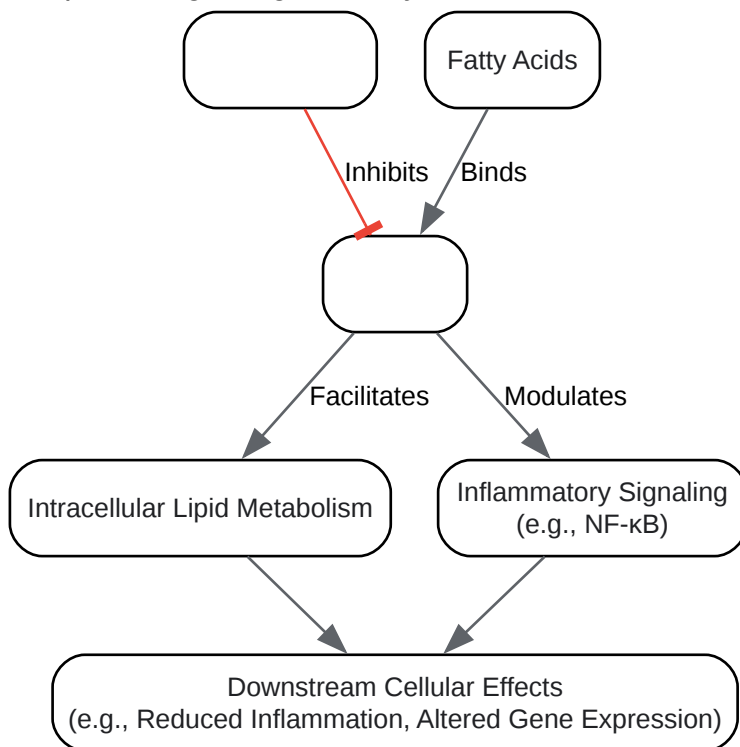 Fatty Acids
Inhibits
Binds
Facilitates
Modulates
Intracellular Lipid Metabolism
Inflammatory Signaling
(e.g., NF-κB)
Downstream Cellular Effects
(e.g., Reduced Inflammation, Altered Gene Expression)